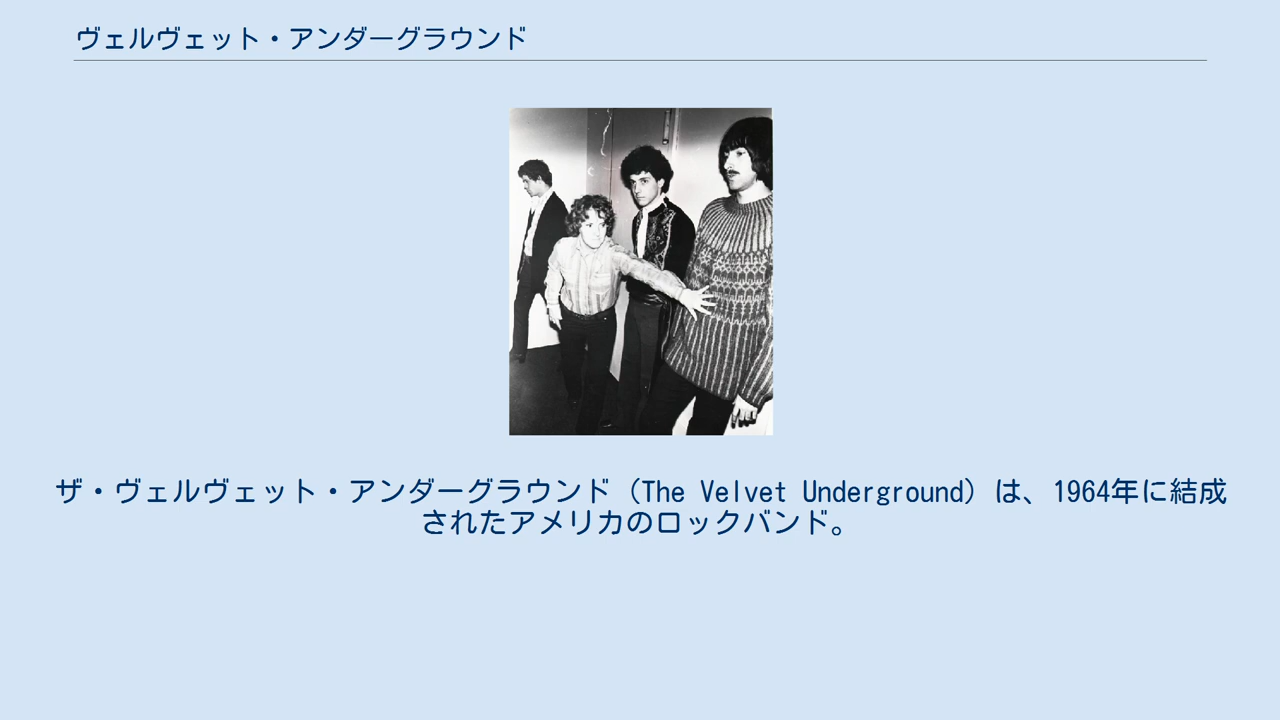 ヴェルヴェット・アンダーグラウンド
ザ・ヴェルヴェット・アンダーグラウンド（The Velvet Underground）は、1964年に結成
されたアメリカのロックバンド。